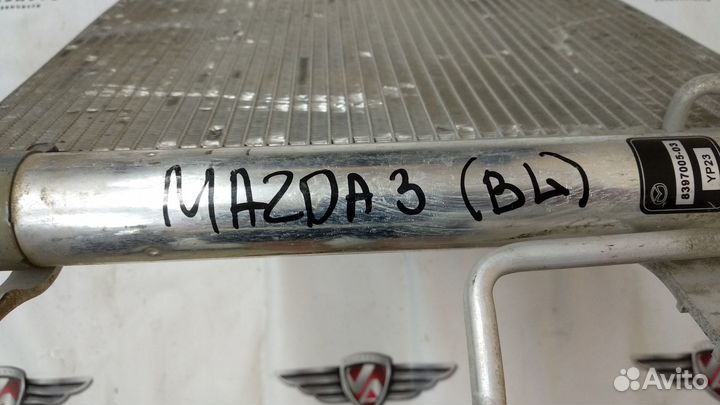 MAZDA 3 (BL)
8397005-03
YP23
Avito